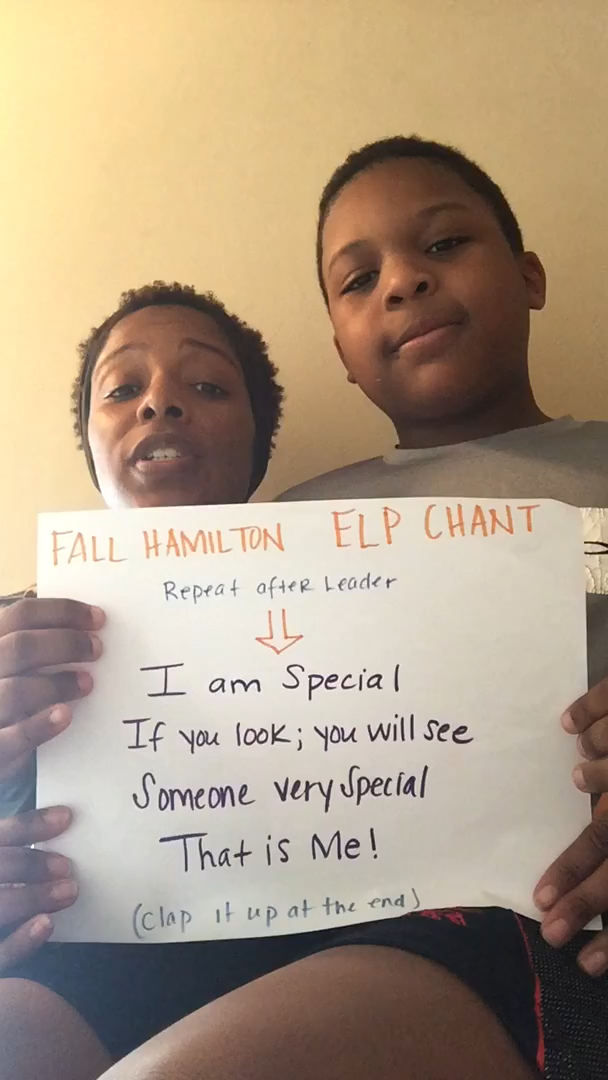 FALL HAMILTON ELP CHANT
Repeat after Leader
I am Special
If you look; you will see
Someone very Special
That is Me!
(Clap it up at the end)